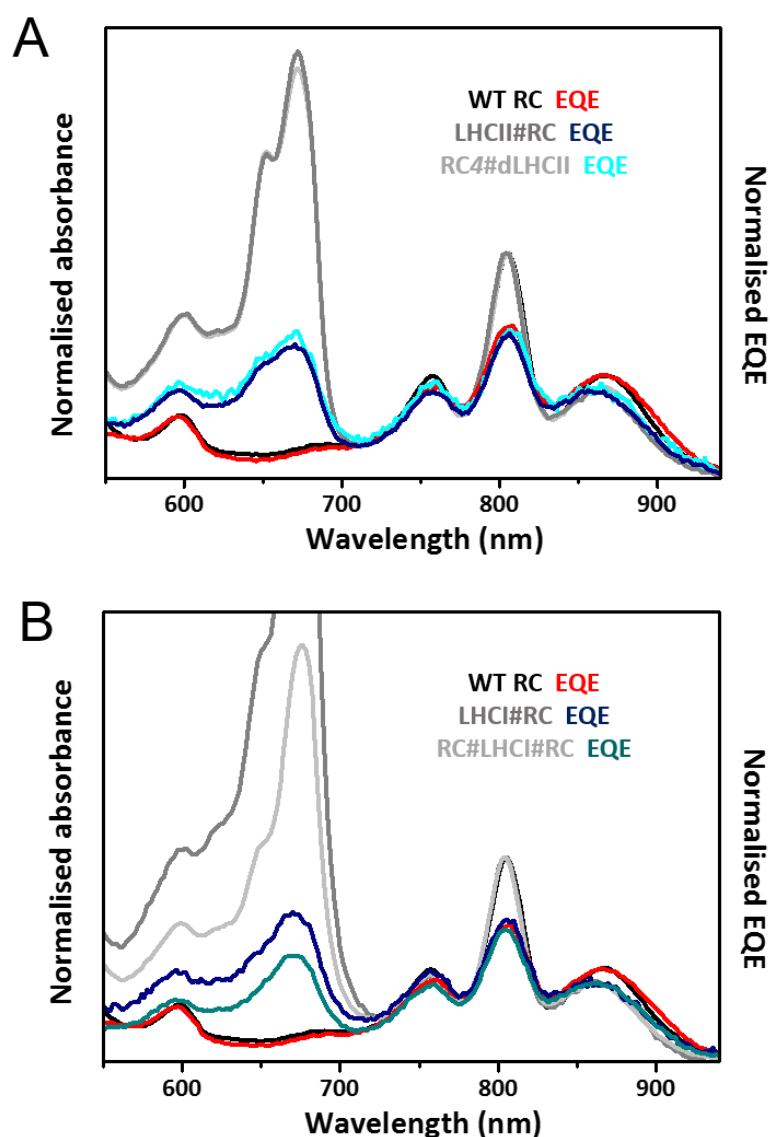 A
WT RC EQE
LHCII#RC EQE
RC4#dLHCII EQE
Normalised absorbance
Normalised EQE
600 700 800 900
Wavelength (nm)
B
WT RC EQE
LHCI#RC EQE
RC#LHCI#RC EQE
Normalised absorbance
Normalised EQE
600 700 800 900
Wavelength (nm)